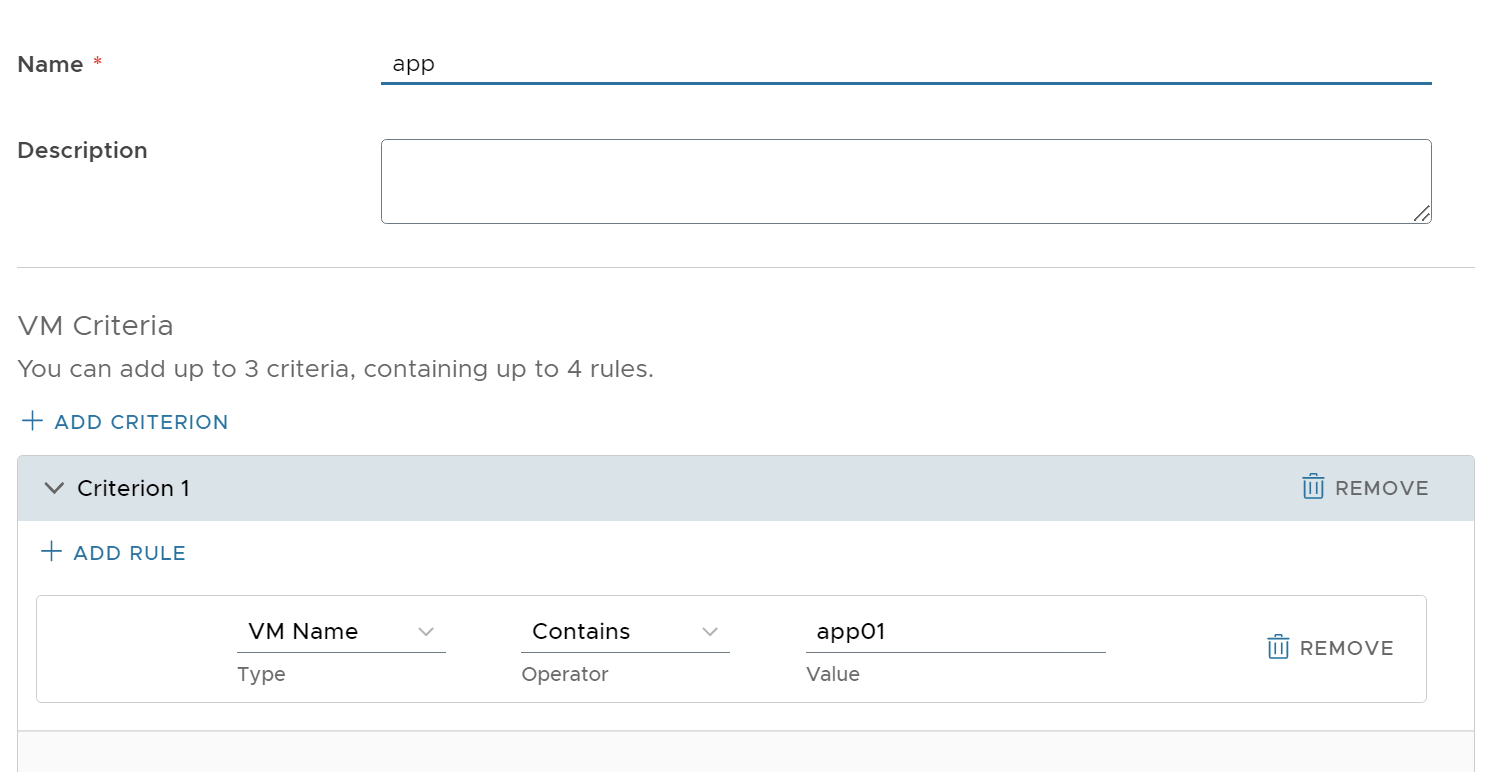 Name *
app
Description
VM Criteria
You can add up to 3 criteria, containing up to 4 rules.
ADD CRITERION
Criterion 1
REMOVE
ADD RULE
VM Name
Contains
app01
Type
Operator
Value
REMOVE